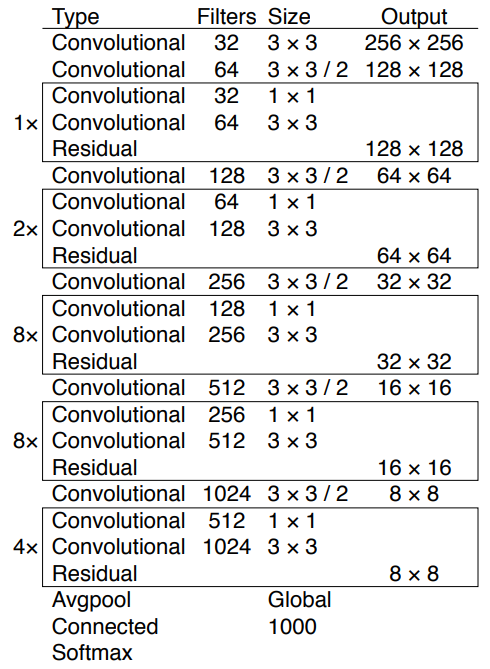 Type Filters Size Output
Convolutional 32 3 × 3 256 × 256
Convolutional 64 3 × 3 / 2 128 × 128
Convolutional 32 1 × 1
1× Convolutional 64 3 × 3
Residual 128 × 128
Convolutional 128 3 × 3 / 2 64 × 64
Convolutional 64 1 × 1
2× Convolutional 128 3 × 3
Residual 64 × 64
Convolutional 256 3 × 3 / 2 32 × 32
Convolutional 128 1 × 1
8× Convolutional 256 3 × 3
Residual 32 × 32
Convolutional 512 3 × 3 / 2 16 × 16
Convolutional 256 1 × 1
8× Convolutional 512 3 × 3
Residual 16 × 16
Convolutional 1024 3 × 3 / 2 8 × 8
Convolutional 512 1 × 1
4× Convolutional 1024 3 × 3
Residual 8 × 8
Avgpool Global
Connected 1000
Softmax